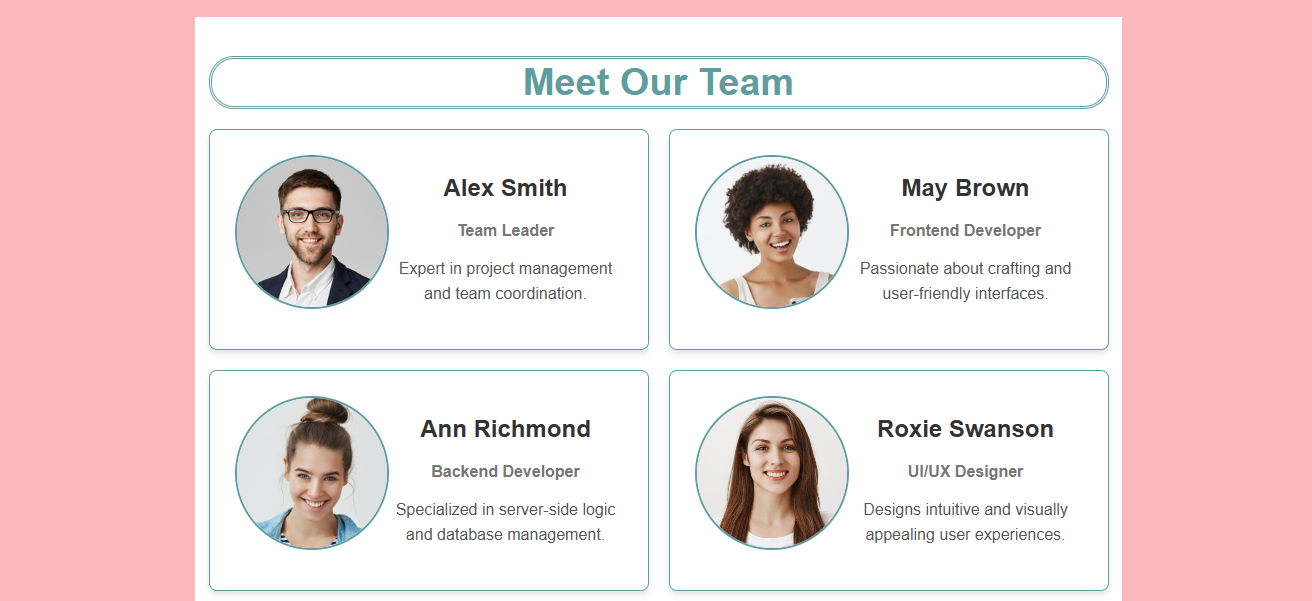 Meet Our Team
Alex Smith
Team Leader
Expert in project management
and team coordination.
May Brown
Frontend Developer
Passionate about crafting and
user-friendly interfaces.
Ann Richmond
Backend Developer
Specialized in server-side logic
and database management.
Roxie Swanson
UI/UX Designer
Designs intuitive and visually
appealing user experiences.